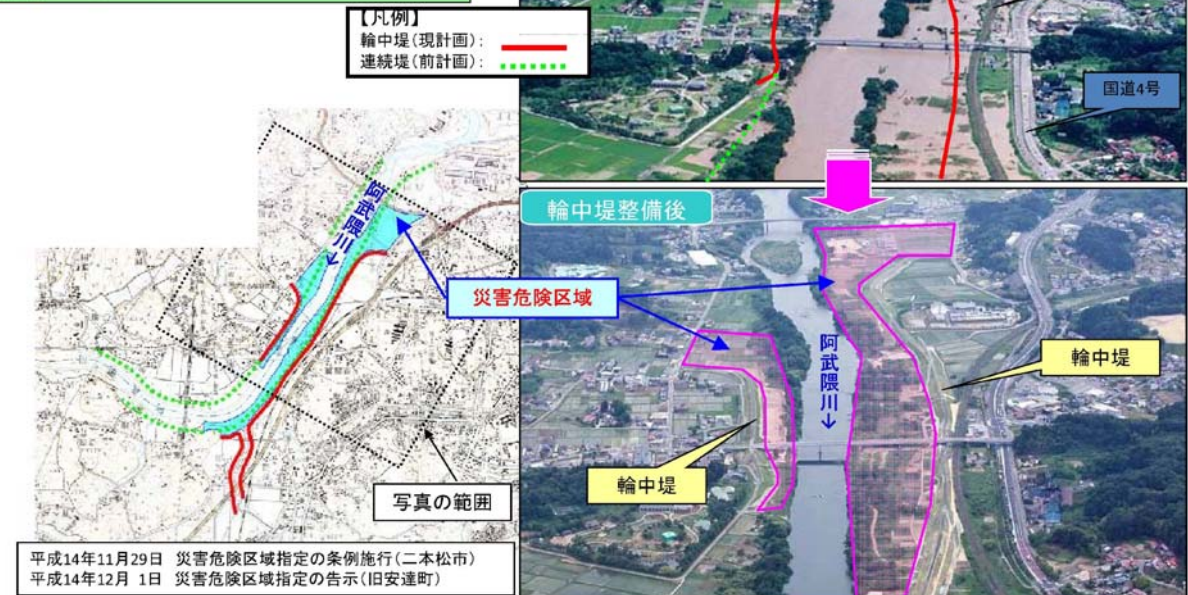 【凡例】
輪中堤(現計画):
連続堤(前計画):
国道4号
輪中堤整備後
阿武隈川↓
災害危険区域
阿武隈川↓
輪中堤
輪中堤
写真の範囲
平成14年11月29日 災害危険区域指定の条例施行(二本松市)
平成14年12月 1日 災害危険区域指定の告示(旧安達町)